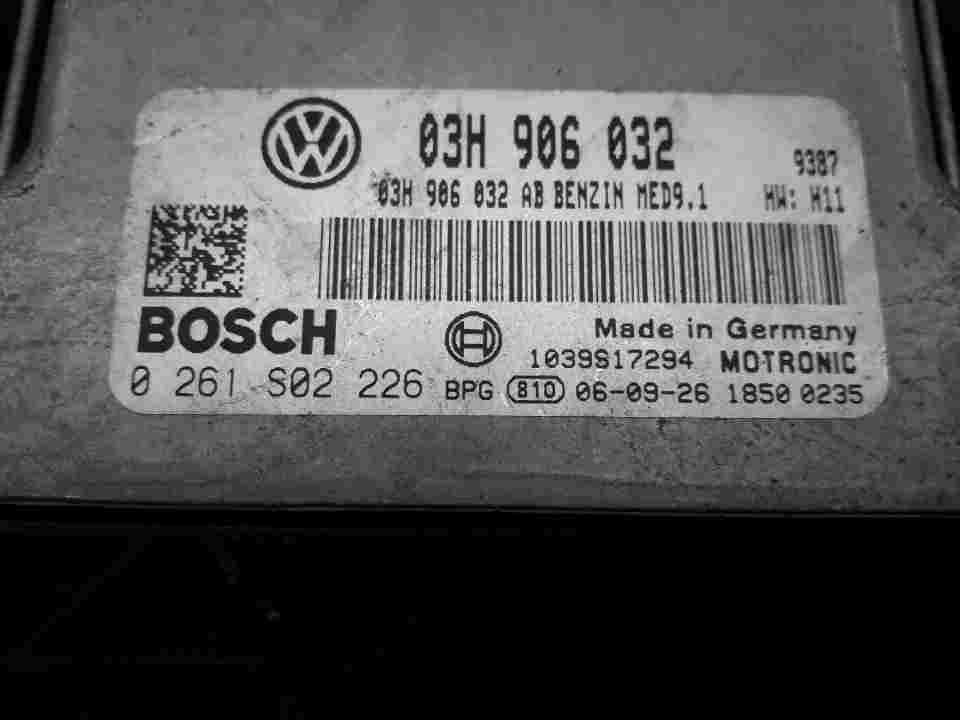 03H 906 032
9387
03H 906 032 AB BENZIN MED9.1
HW: H11
BOSCH
Made in Germany
1039S17294 MOTRONIC
0 261 S02 226 BPG 810 06-09-26 1850 0235